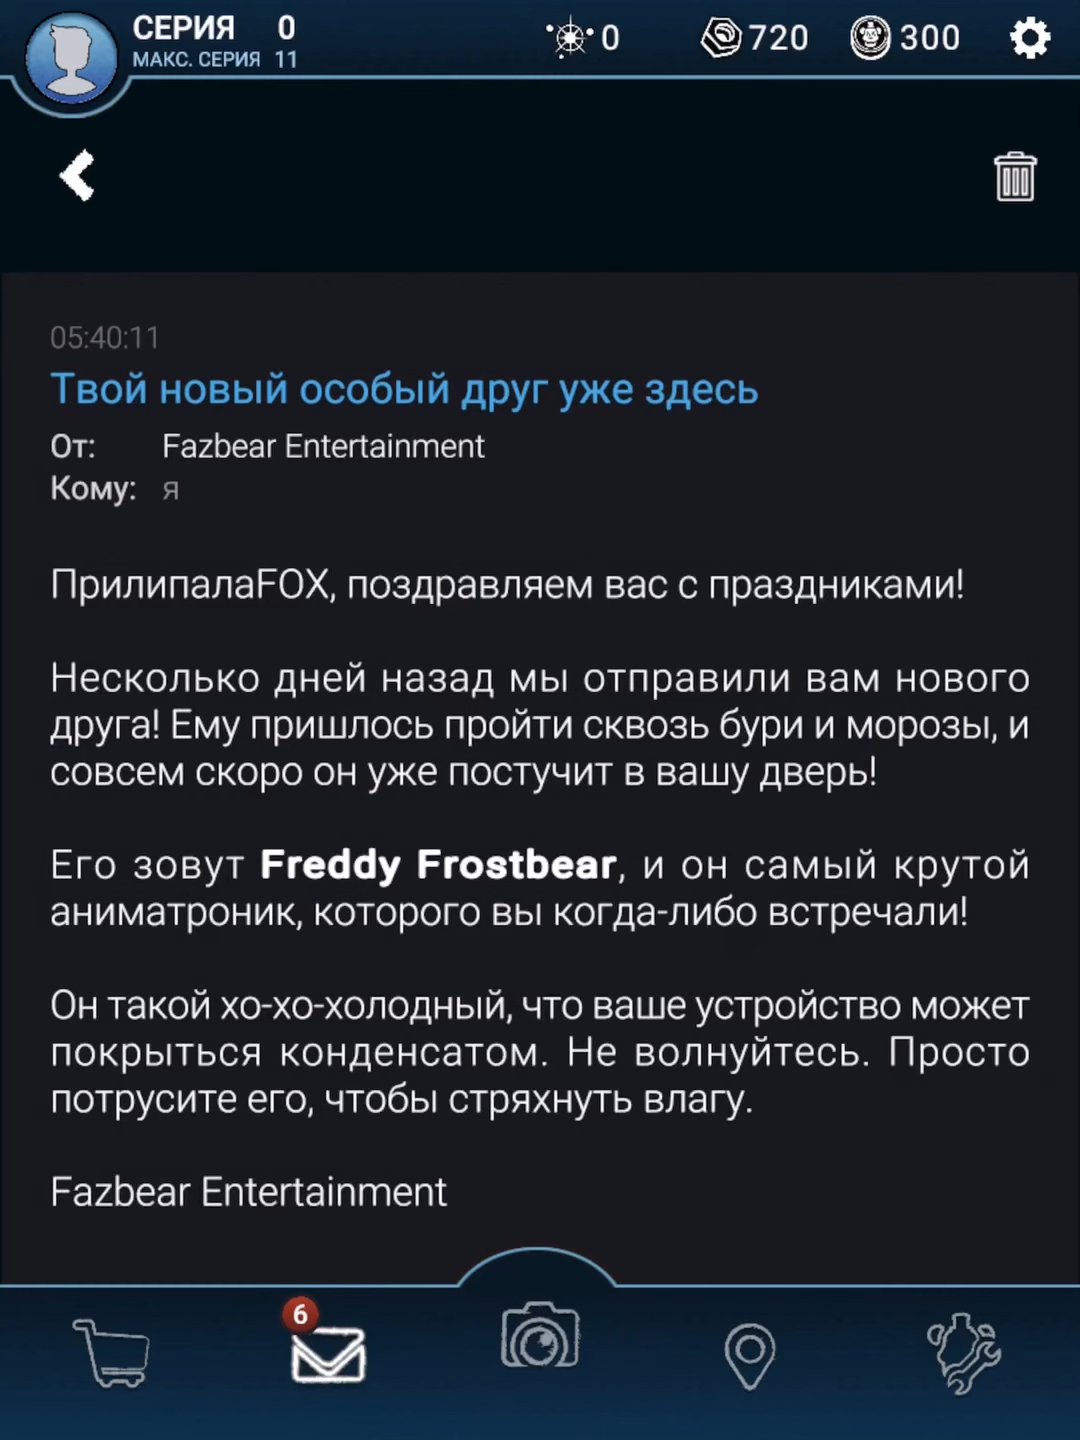 СЕРИЯ 0
МАКС. СЕРИЯ 11
0
720
300
05:40:11
Твой новый особый друг уже здесь
От: Fazbear Entertainment
Кому: я
ПрилипалаFOX, поздравляем вас с праздниками!
Несколько дней назад мы отправили вам нового
друга! Ему пришлось пройти сквозь бури и морозы, и
совсем скоро он уже постучит в вашу дверь!
Его зовут Freddy Frostbear, и он самый крутой
аниматроник, которого вы когда-либо встречали!
Он такой хо-хо-холодный, что ваше устройство может
покрыться конденсатом. Не волнуйтесь. Просто
потрусите его, чтобы стряхнуть влагу.
Fazbear Entertainment
6